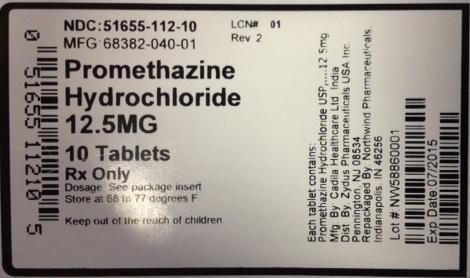 NDC:51655-112-10
LCN# 01
MFG:68382-040-01
Rev 2
Promethazine
Hydrochloride
12.5MG
10 Tablets
Rx Only
Dosage: See package insert
Store at 68 to 77 degrees F
Keep out of the reach of children.
0 51655 11210 5
Each tablet contains:
Promethazine Hydrochloride USP,....12.5mg
Mfg By Cadila Healthcare Ltd. India
Dist. By. Zydus Pharmaceuticals USA Inc.
Pennington, NJ 08534
Repackaged By: Northwind Pharmaceuticals.
Indianapolis, IN 46256
Lot # NV58860001
Exp Date 07/2015